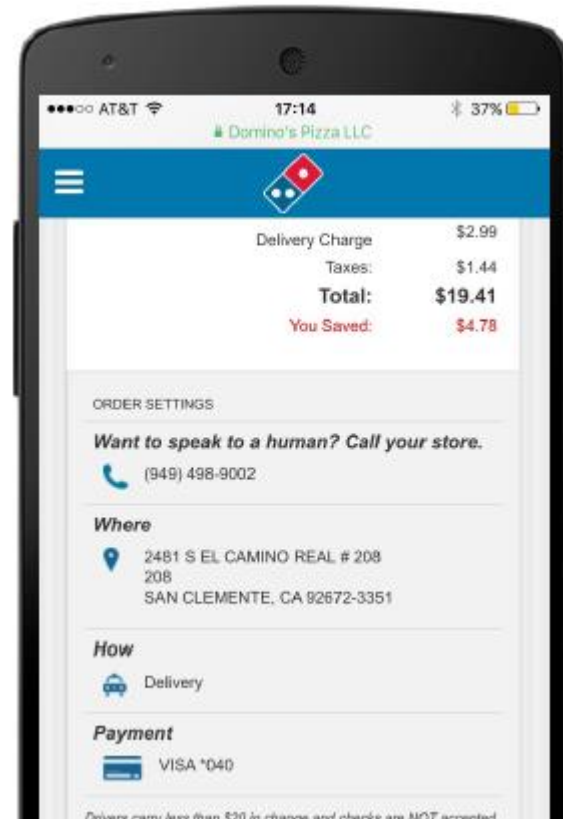 AT&T 17:14 37%
Domino's Pizza LLC
Delivery Charge $2.99
Taxes: $1.44
Total: $19.41
You Saved: $4.78
ORDER SETTINGS
Want to speak to a human? Call your store.
(949) 498-9002
Where
2481 S EL CAMINO REAL # 208
208
SAN CLEMENTE, CA 92672-3351
How
Delivery
Payment
VISA *040
Drivers carry less than $20 in change and checks are NOT accepted